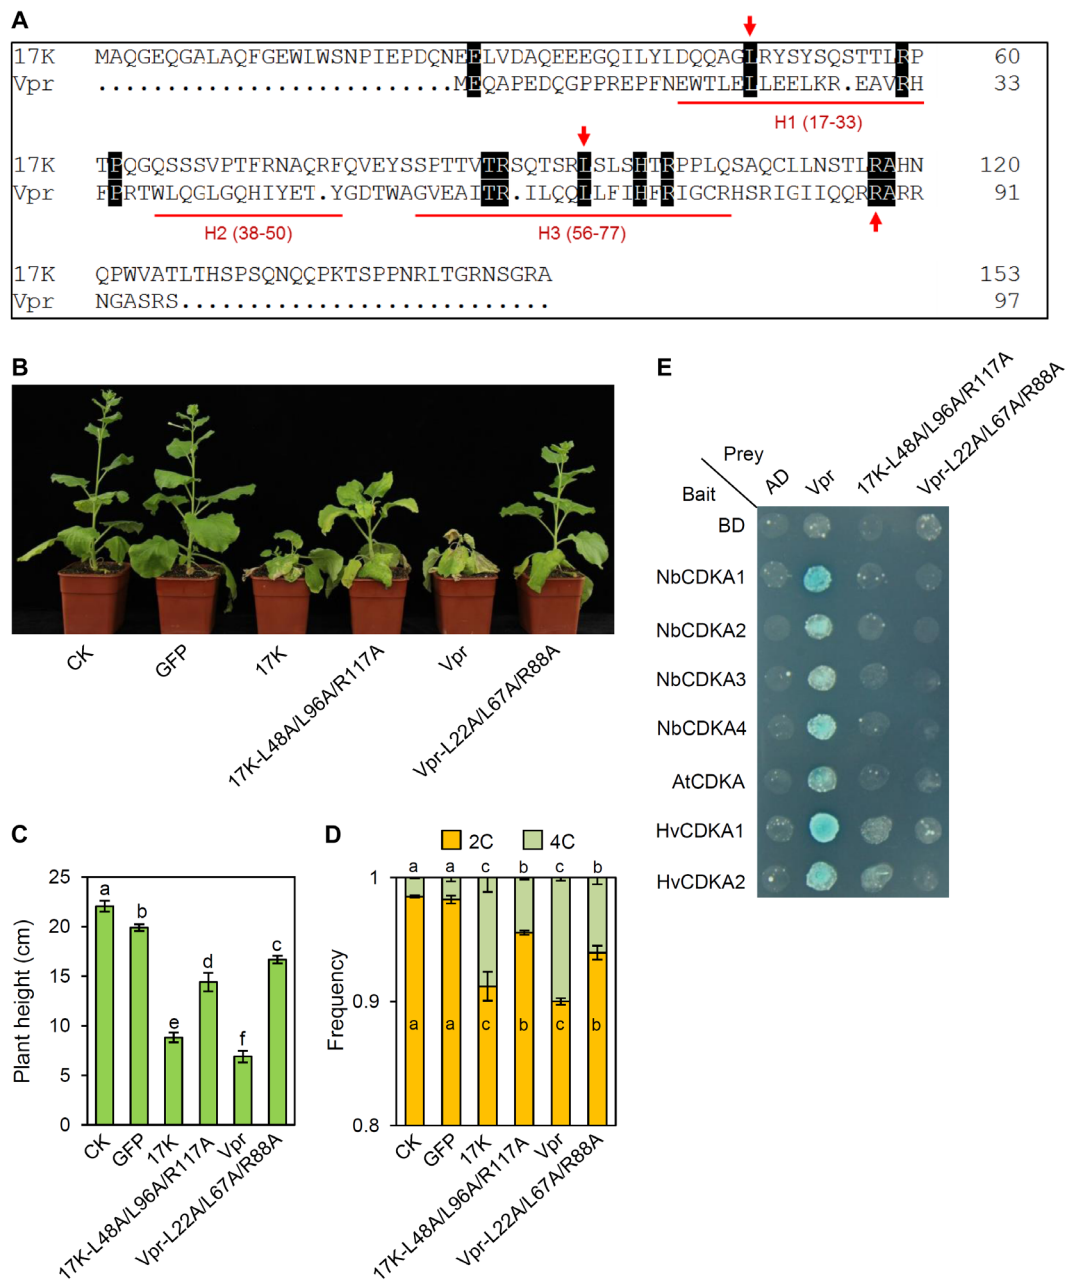 A
17K MAQGEQGALAQFGEWLWSNPIEPDQNEELVDAQEEEGQILYLDQQAGLRYSYSQSTTLRP 60
Vpr ..........................MEQAPEDQGPPREPFNEWTLELLEELKR.EAVRH 33
H1 (17-33)
17K TPQGQSSSVPTFRNAQRFQVEYSSPTTVTRSQTSRLSLSHTRPPLQSAQCLLNSTLRAHN 120
Vpr FPRTWLQGLGQHIYET.YGDTWAGVEAITR.ILQQLLFIHFRIGCRHSRIGIIQQRRARR 91
H2 (38-50) H3 (56-77)
17K QPWVATLTHSPSQNQQPKTSPPNRLTGRNSGRA 153
Vpr NGASRS........................................ 97
B
CK GFP 17K 17K-L48A/L96A/R117A Vpr Vpr-L22A/L67A/R88A
C
Plant height (cm)
25
20
15
10
5
0
a b e d f c
CK GFP 17K 17K-L48A/L96A/R117A Vpr Vpr-L22A/L67A/R88A
D
2C 4C
Frequency
1
0.9
0.8
a a c b c b
a a c b c b
CK GFP 17K 17K-L48A/L96A/R117A Vpr Vpr-L22A/L67A/R88A
E
Prey
Bait
AD Vpr 17K-L48A/L96A/R117A Vpr-L22A/L67A/R88A
BD
NbCDKA1
NbCDKA2
NbCDKA3
NbCDKA4
AtCDKA
HvCDKA1
HvCDKA2